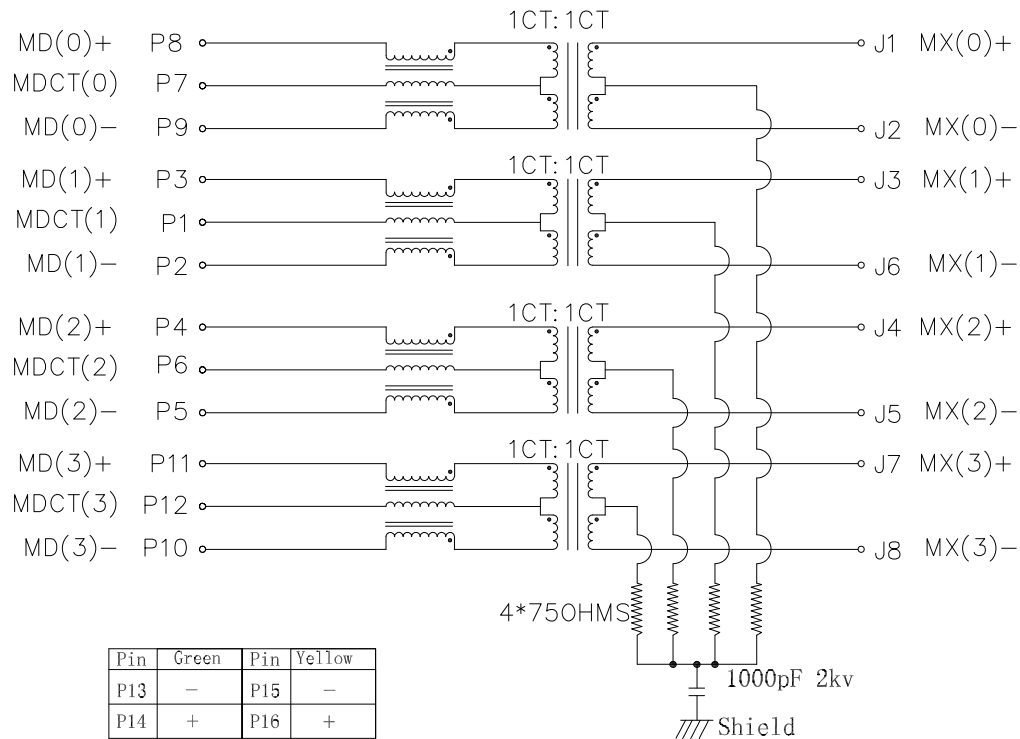 1CT:1CT
MD(0)+ P8 J1 MX(0)+
MDCT(0) P7
MD(0)- P9 J2 MX(0)-
1CT:1CT
MD(1)+ P3 J3 MX(1)+
MDCT(1) P1
MD(1)- P2 J6 MX(1)-
1CT:1CT
MD(2)+ P4 J4 MX(2)+
MDCT(2) P6
MD(2)- P5 J5 MX(2)-
1CT:1CT
MD(3)+ P11 J7 MX(3)+
MDCT(3) P12
MD(3)- P10 J8 MX(3)-
4*75OHMS
1000pF 2kv
Shield
Pin Green Pin Yellow
P13 - P15 -
P14 + P16 +